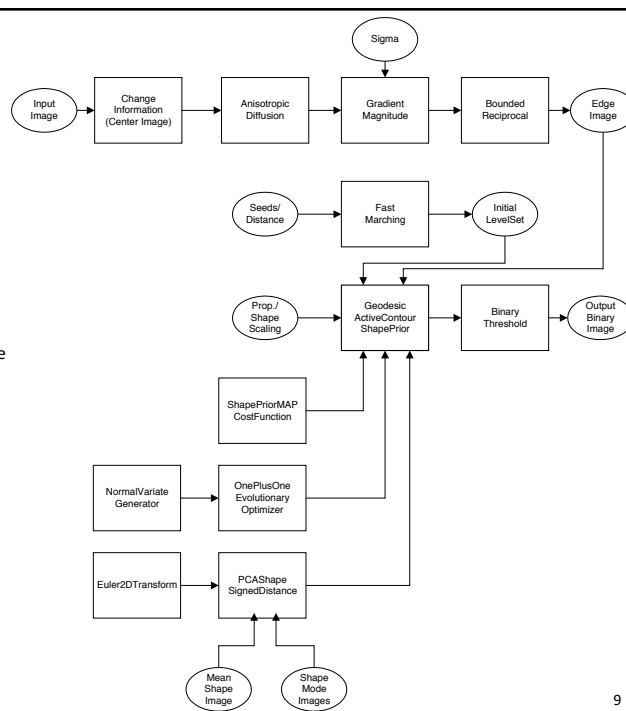 Sigma
Input
Image
Change
Information
(Center Image)
Anisotropic
Diffusion
Gradient
Magnitude
Bounded
Reciprocal
Edge
Image
Seeds/
Distance
Fast
Marching
Initial
LevelSet
Prop./
Shape
Scaling
Geodesic
ActiveContour
ShapePrior
Binary
Threshold
Output
Binary
Image
e
ShapePriorMAP
CostFunction
NormalVariate
Generator
OnePlusOne
Evolutionary
Optimizer
Euler2DTransform
PCAShape
SignedDistance
Mean
Shape
Image
Shape
Mode
Images
9